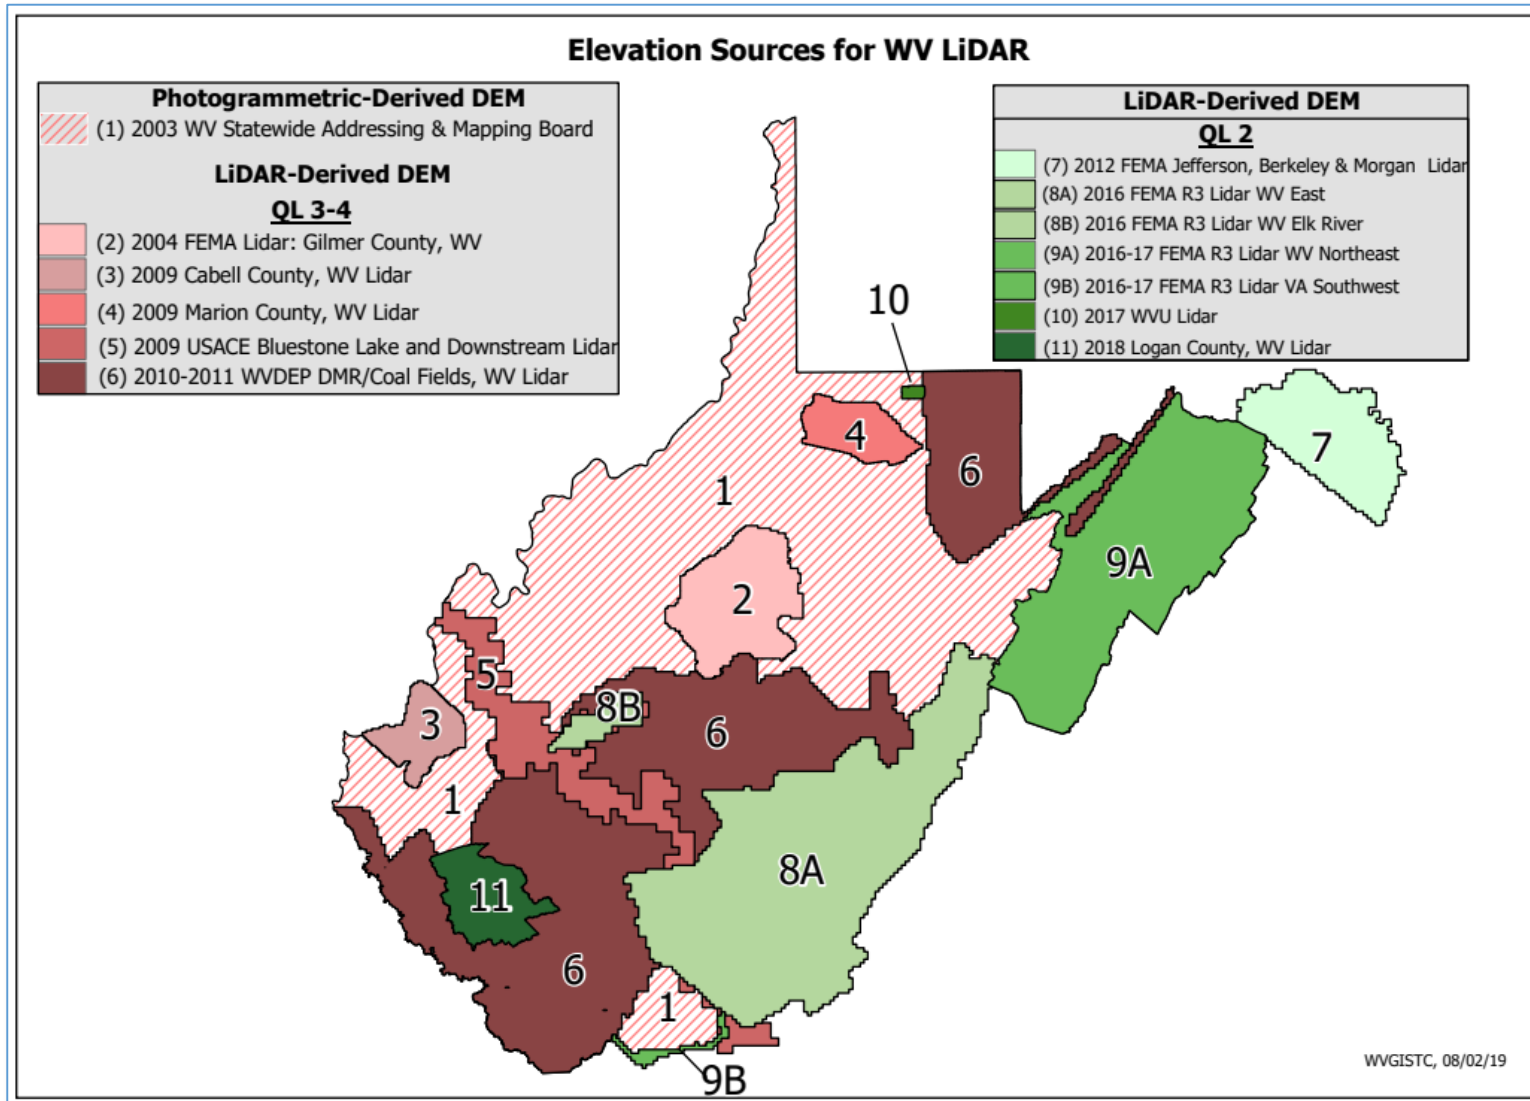 Elevation Sources for WV LiDAR
Photogrammetric-Derived DEM
(1) 2003 WV Statewide Addressing & Mapping Board
LiDAR-Derived DEM
QL 3-4
(2) 2004 FEMA Lidar: Gilmer County, WV
(3) 2009 Cabell County, WV Lidar
(4) 2009 Marion County, WV Lidar
(5) 2009 USACE Bluestone Lake and Downstream Lidar
(6) 2010-2011 WVDEP DMR/Coal Fields, WV Lidar
LiDAR-Derived DEM
QL 2
(7) 2012 FEMA Jefferson, Berkeley & Morgan Lidar
(8A) 2016 FEMA R3 Lidar WV East
(8B) 2016 FEMA R3 Lidar WV Elk River
(9A) 2016-17 FEMA R3 Lidar WV Northeast
(9B) 2016-17 FEMA R3 Lidar VA Southwest
(10) 2017 WVU Lidar
(11) 2018 Logan County, WV Lidar
10
4
7
6
1
9A
2
5
8B
3
6
1
8A
11
6
1
9B
WVGISTC, 08/02/19